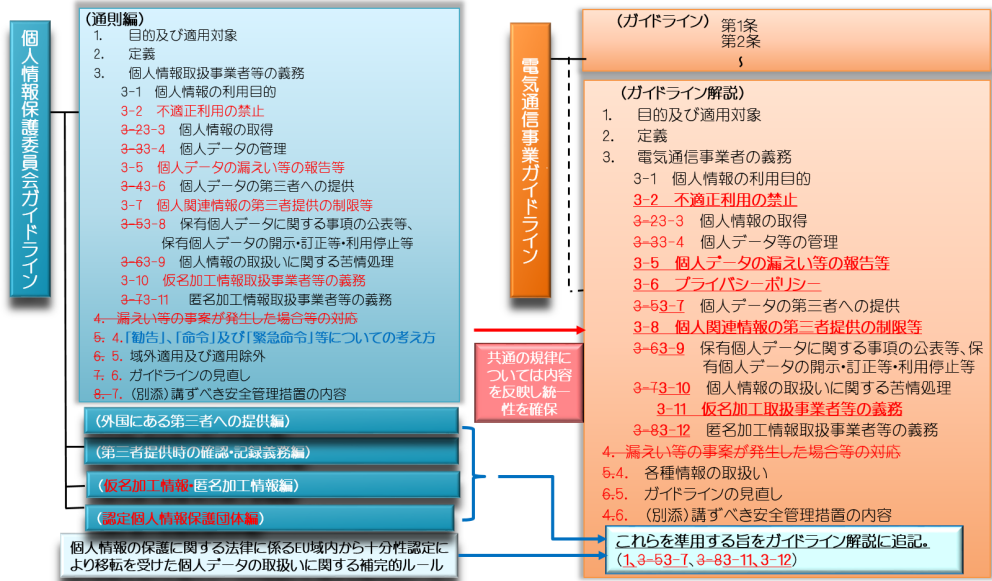 個人情報保護委員会ガイドライン
(通則編)
1. 目的及び適用対象
2. 定義
3. 個人情報取扱事業者等の義務
3-1 個人情報の利用目的
3-2 不適正利用の禁止
3-23-3 個人情報の取得
3-33-4 個人データの管理
3-5 個人データの漏えい等の報告等
3-43-6 個人データの第三者への提供
3-7 個人関連情報の第三者提供の制限等
3-53-8 保有個人データに関する事項の公表等、
保有個人データの開示・訂正等・利用停止等
3-63-9 個人情報の取扱いに関する苦情処理
3-10 仮名加工情報取扱事業者等の義務
3-73-11 匿名加工情報取扱事業者等の義務
4. 漏えい等の事案が発生した場合等の対応
5. 4.「勧告」、「命令」及び「緊急命令」等についての考え方
6. 5. 域外適用及び適用除外
7. 6. ガイドラインの見直し
8. 7. (別添)講ずべき安全管理措置の内容
(外国にある第三者への提供編)
(第三者提供時の確認・記録義務編)
(仮名加工情報・匿名加工情報編)
(認定個人情報保護団体編)
個人情報の保護に関する法律に係るEU域内から十分性認定に
より移転を受けた個人データの取扱いに関する補完的ルール
共通の規律に
ついては内容
を反映し統一
性を確保
電気通信事業ガイドライン
(ガイドライン) 第1条
第2条
~
(ガイドライン解説)
1. 目的及び適用対象
2. 定義
3. 電気通信事業者の義務
3-1 個人情報の利用目的
3-2 不適正利用の禁止
3-23-3 個人情報の取得
3-33-4 個人データ等の管理
3-5 個人データの漏えい等の報告等
3-6 プライバシーポリシー
3-53-7 個人データの第三者への提供
3-8 個人関連情報の第三者提供の制限等
3-63-9 保有個人データに関する事項の公表等、保
有個人データの開示・訂正等・利用停止等
3-73-10 個人情報の取扱いに関する苦情処理
3-11 仮名加工取扱事業者等の義務
3-83-12 匿名加工情報取扱事業者等の義務
4. 漏えい等の事案が発生した場合等の対応
5.4. 各種情報の取扱い
6.5. ガイドラインの見直し
4.6. (別添)講ずべき安全管理措置の内容
これらを準用する旨をガイドライン解説に追記。
(1、3-53-7、3-83-11、3-12)